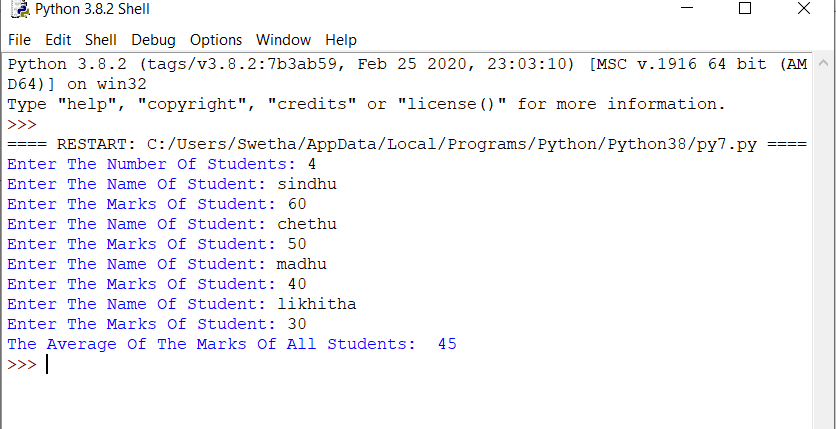 Python 3.8.2 Shell
File Edit Shell Debug Options Window Help
Python 3.8.2 (tags/v3.8.2:7b3ab59, Feb 25 2020, 23:03:10) [MSC v.1916 64 bit (AM
D64)] on win32
Type "help", "copyright", "credits" or "license()" for more information.
>>>
==== RESTART: C:/Users/Swetha/AppData/Local/Programs/Python/Python38/py7.py ====
Enter The Number Of Students: 4
Enter The Name Of Student: sindhu
Enter The Marks Of Student: 60
Enter The Name Of Student: chethu
Enter The Marks Of Student: 50
Enter The Name Of Student: madhu
Enter The Marks Of Student: 40
Enter The Name Of Student: likhitha
Enter The Marks Of Student: 30
The Average Of The Marks Of All Students:  45
>>>